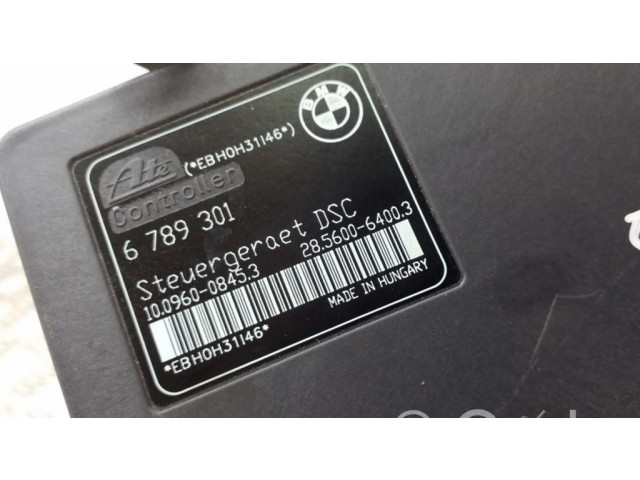 BMW
Ate
(*EBH0H31I46*)
Controller
6 789 301
Steuergeraet DSC
10.0960-0845.3
28.5600-6400.3
MADE IN HUNGARY
*EBH0H31I46*